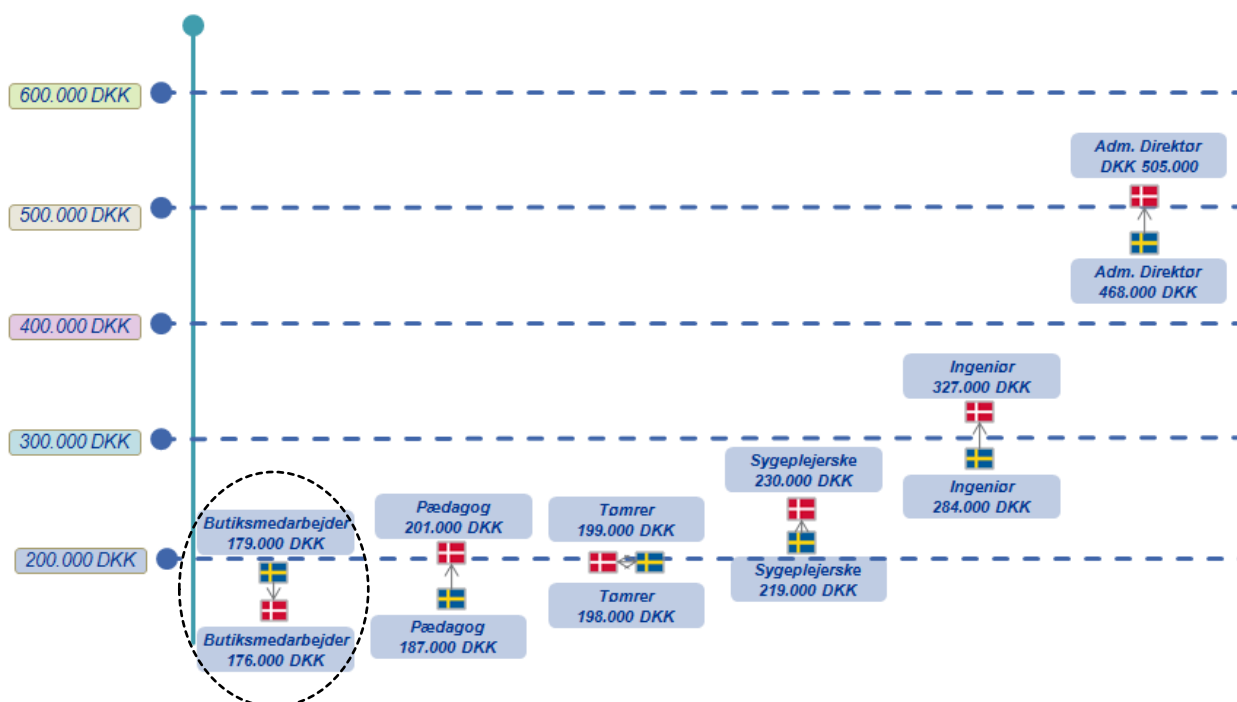 600.000 DKK
Adm. Direktør
DKK 505.000
500.000 DKK
Adm. Direktør
468.000 DKK
400.000 DKK
Ingeniør
327.000 DKK
300.000 DKK
Sygeplejerske
230.000 DKK
Ingeniør
284.000 DKK
Butiksmedarbejder
179.000 DKK
Pædagog
201.000 DKK
Tømrer
199.000 DKK
200.000 DKK
Sygeplejerske
219.000 DKK
Tømrer
198.000 DKK
Butiksmedarbejder
176.000 DKK
Pædagog
187.000 DKK